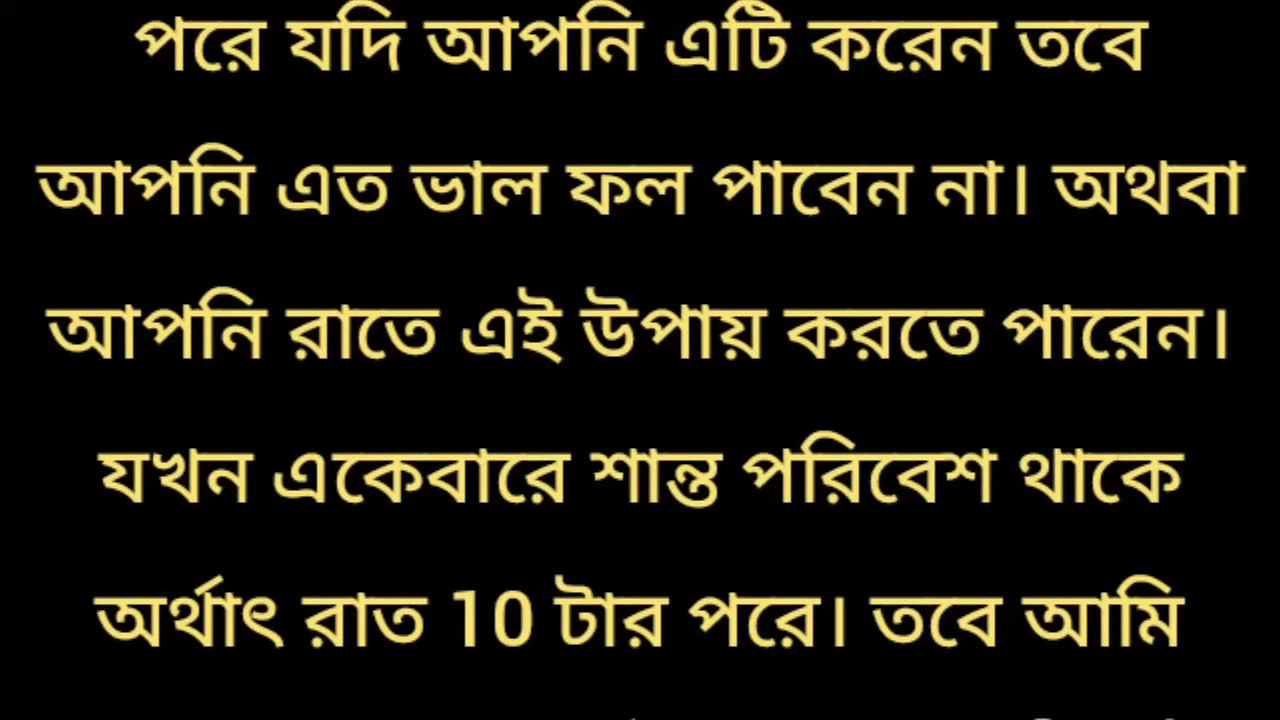 পরে যদি আপনি এটি করেন তবে
আপনি এত ভাল ফল পাবেন না। অথবা
আপনি রাতে এই উপায় করতে পারেন।
যখন একেবারে শান্ত পরিবেশ থাকে
অর্থাৎ রাত 10 টার পরে। তবে আমি